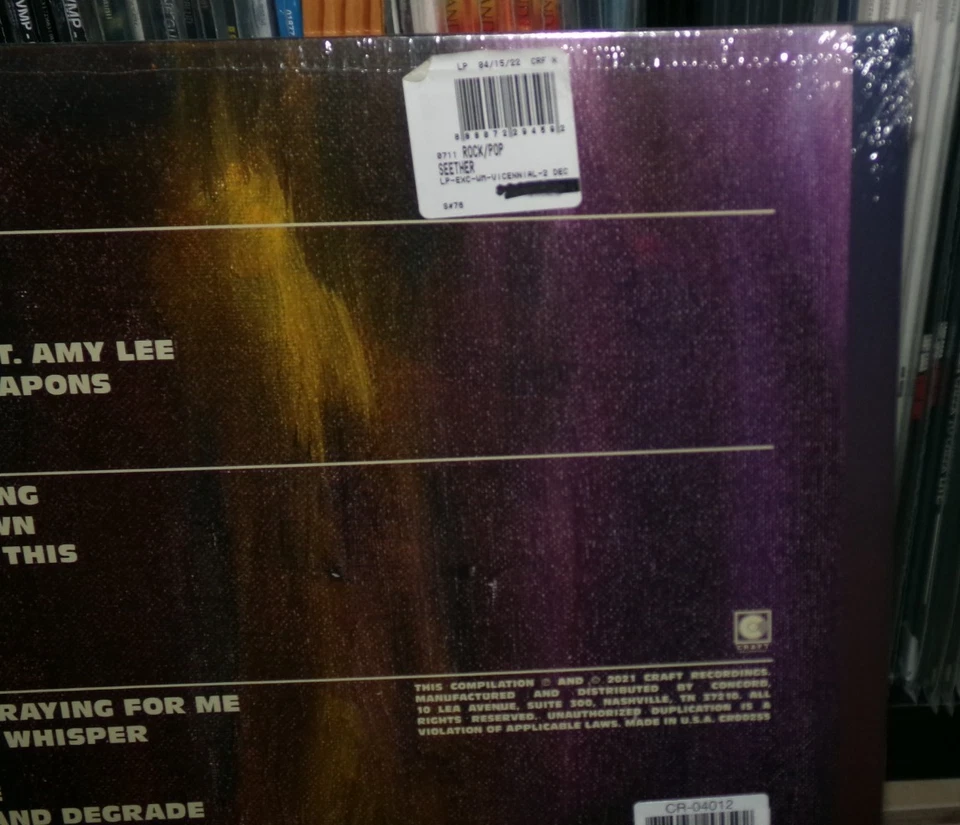 LP 04/15/22 CRF
0711 ROCK/POP
SEETHER
LP-EXC-WM-VICENNIAL-2 DEC
S#76
T. AMY LEE
APONS
NG
WN
THIS
CRAFT
RAYING FOR ME
WHISPER
AND DEGRADE
THIS COMPILATION ℗ AND © 2021 CRAFT RECORDINGS.
MANUFACTURED AND DISTRIBUTED BY CONCORD,
10 LEA AVENUE, SUITE 300, NASHVILLE, TN 37210. ALL
RIGHTS RESERVED. UNAUTHORIZED DUPLICATION IS A
VIOLATION OF APPLICABLE LAWS. MADE IN U.S.A. CR00255
CR-04012